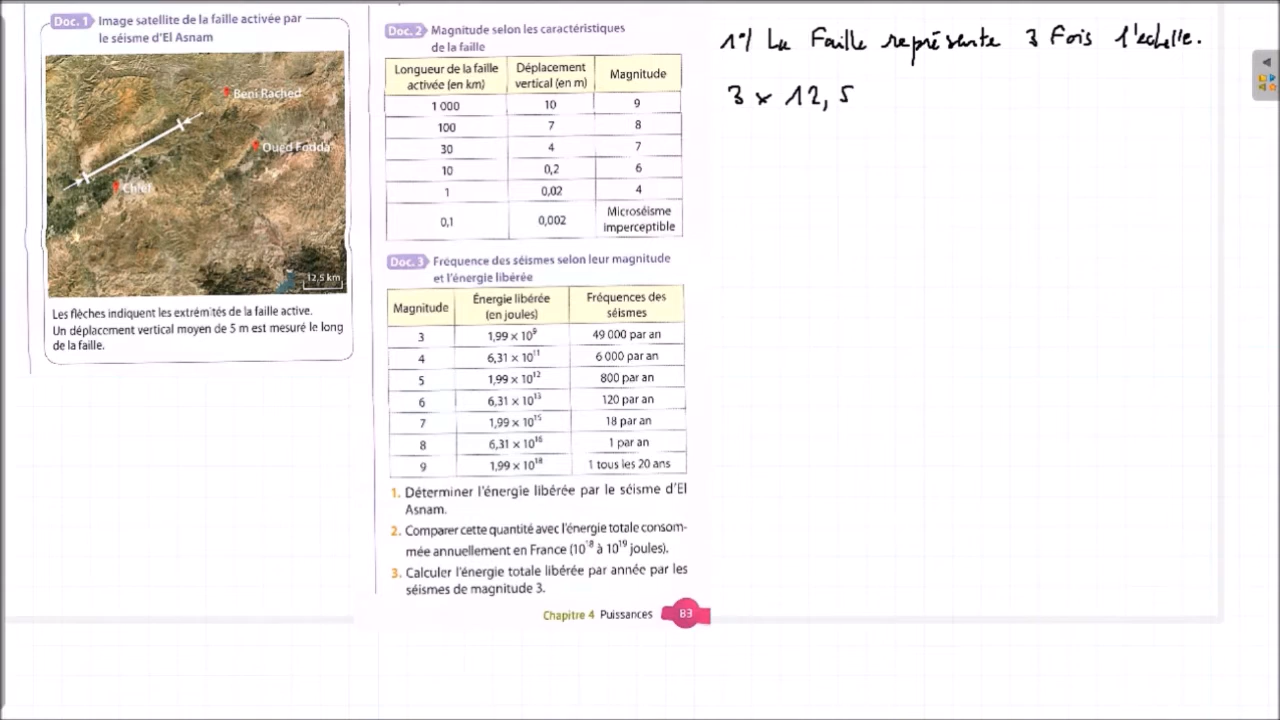 Doc. 1 Image satellite de la faille activée par
le séisme d'El Asnam
Beni Rached
Oued Fodda
Chlef
12,5 km
Les flèches indiquent les extrémités de la faille active.
Un déplacement vertical moyen de 5 m est mesuré le long
de la faille.
Doc. 2 Magnitude selon les caractéristiques
de la faille
Longueur de la faille activée (en km) Déplacement vertical (en m) Magnitude
1 000 10 9
100 7 8
30 4 7
10 0,2 6
1 0,02 4
0,1 0,002 Microséisme imperceptible
Doc. 3 Fréquence des séismes selon leur magnitude
et l'énergie libérée
Magnitude Énergie libérée (en joules) Fréquences des séismes
3 1,99 × 10⁹ 49 000 par an
4 6,31 × 10¹¹ 6 000 par an
5 1,99 × 10¹² 800 par an
6 6,31 × 10¹³ 120 par an
7 1,99 × 10¹⁵ 18 par an
8 6,31 × 10¹⁶ 1 par an
9 1,99 × 10¹⁸ 1 tous les 20 ans
1. Déterminer l'énergie libérée par le séisme d'El
Asnam.
2. Comparer cette quantité avec l'énergie totale consom-
mée annuellement en France (10¹⁸ à 10¹⁹ joules).
3. Calculer l'énergie totale libérée par année par les
séismes de magnitude 3.
Chapitre 4 Puissances 83
1°/ La Faille représente 3 Fois l'echelle.
3 × 12,5